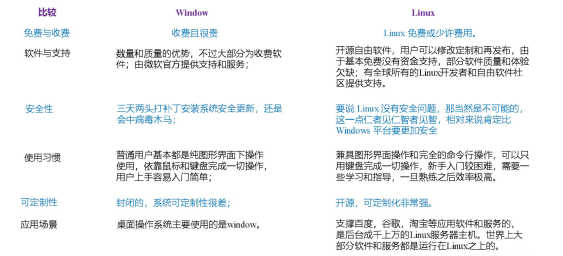 比较 Window Linux
免费与收费 收费且很贵 Linux 免费或少许费用。
软件与支持 数量和质量的优势，不过大部分为收费软 开源自由软件，用户可以修改定制和再发布，由
件；由微软官方提供支持和服务； 于基本免费没有资金支持，部分软件质量和体验
欠缺；有全球所有的Linux开发者和自由软件社
区提供支持。
安全性 三天两头打补丁安装系统安全更新，还是 要说 Linux 没有安全问题，那当然是不可能的，
会中病毒木马； 这一点仁者见仁智者见智，相对来说肯定比
Windows 平台要更加安全
使用习惯 普通用户基本都是纯图形界面下操作 兼具图形界面操作和完全的命令行操作，可以只
使用，依靠鼠标和键盘完成一切操作， 用键盘完成一切操作，新手入门较困难，需要一
用户上手容易入门简单； 些学习和指导，一旦熟练之后效率极高。
可定制性 封闭的，系统可定制性很差； 开源，可定制化非常强。
应用场景 桌面操作系统主要使用的是window。 支撑百度，谷歌，淘宝等应用软件和服务的，
是后台成千上万的Linux服务器主机。世界上大
部分软件和服务都是运行在Linux之上的。